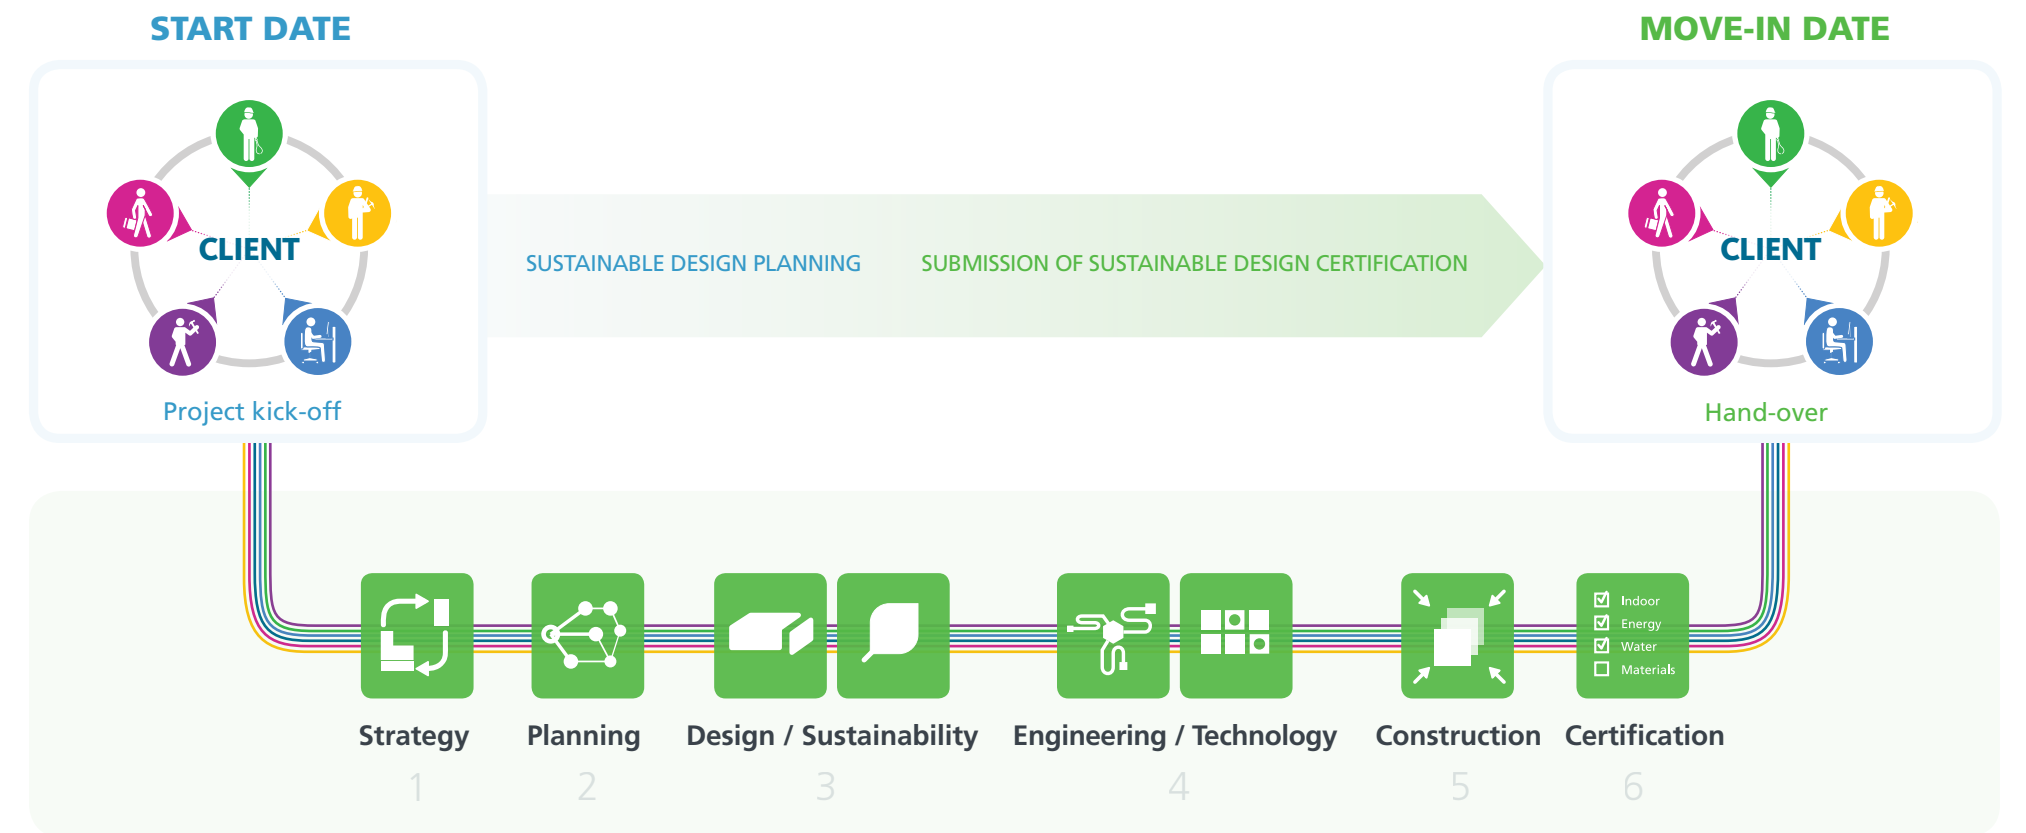 START DATE
MOVE-IN DATE
CLIENT
Project kick-off
SUSTAINABLE DESIGN PLANNING
SUBMISSION OF SUSTAINABLE DESIGN CERTIFICATION
CLIENT
Hand-over
Indoor
Energy
Water
Materials
Strategy
Planning
Design / Sustainability
Engineering / Technology
Construction
Certification
1
2
3
4
5
6